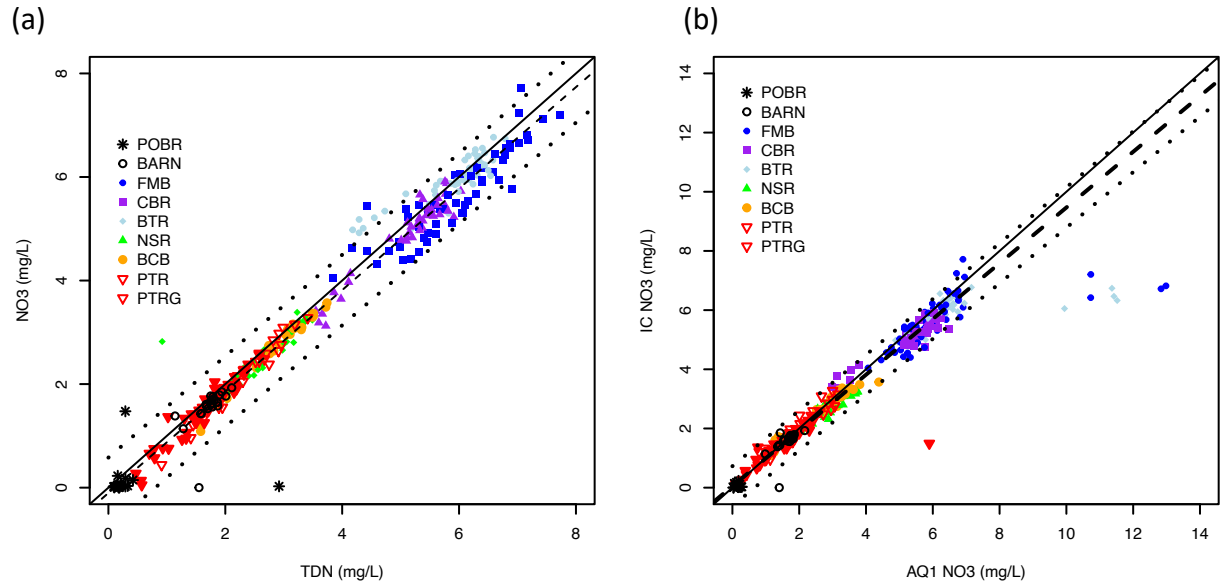 (a)
8
6
4
2
0
NO3 (mg/L)
POBR
BARN
FMB
CBR
BTR
NSR
BCB
PTR
PTRG
0 2 4 6 8
TDN (mg/L)
(b)
14
12
10
8
6
4
2
0
IC NO3 (mg/L)
POBR
BARN
FMB
CBR
BTR
NSR
BCB
PTR
PTRG
0 2 4 6 8 10 12 14
AQ1 NO3 (mg/L)